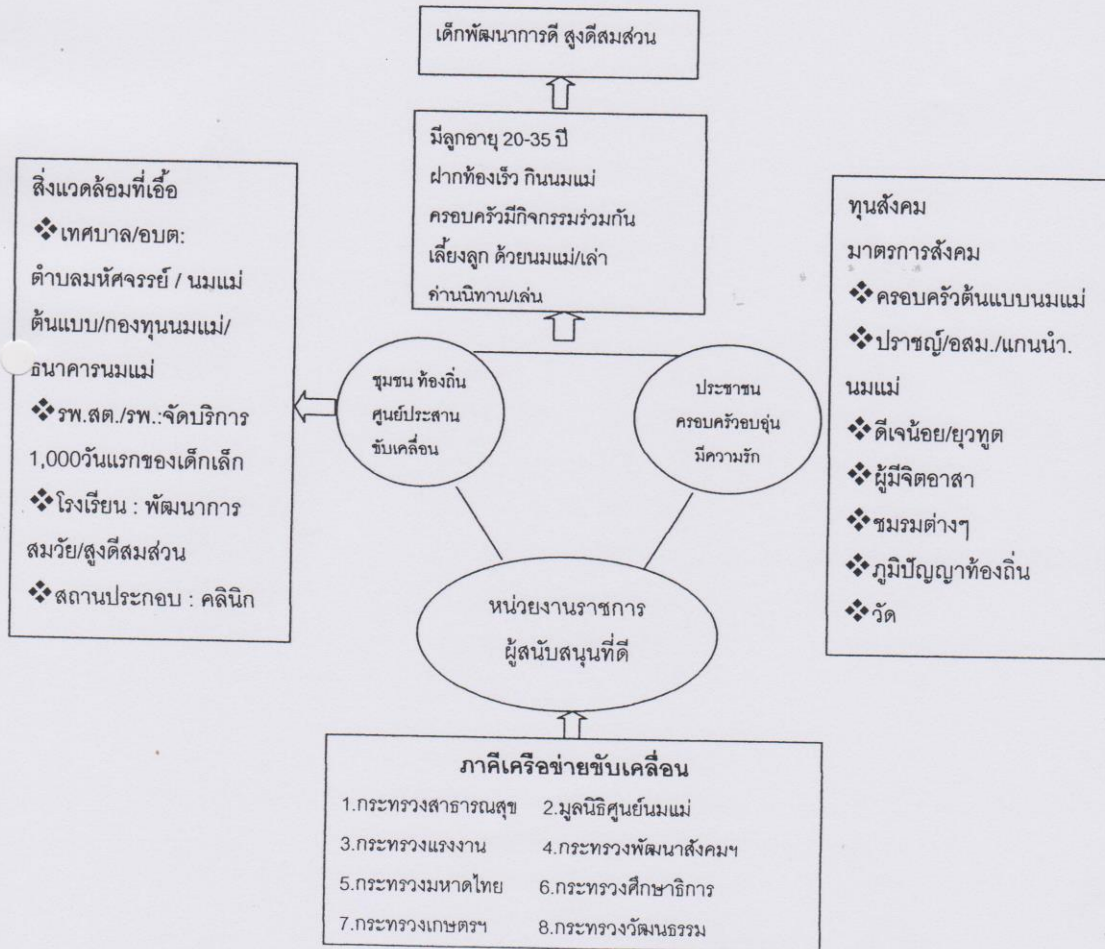 เด็กพัฒนาการดี สูงดีสมส่วน
มีลูกอายุ 20-35 ปี
ฝากท้องเร็ว กินนมแม่
ครอบครัวมีกิจกรรมร่วมกัน
เลี้ยงลูก ด้วยนมแม่/เล่า
อ่านนิทาน/เล่น
สิ่งแวดล้อมที่เอื้อ
❖เทศบาล/อบต:
ตำบลมหัศจรรย์ / นมแม่
ต้นแบบ/กองทุนนมแม่/
ธนาคารนมแม่
❖รพ.สต./รพ.:จัดบริการ
1,000วันแรกของเด็กเล็ก
❖โรงเรียน : พัฒนาการ
สมวัย/สูงดีสมส่วน
❖สถานประกอบ : คลินิก
ชุมชน ท้องถิ่น
ศูนย์ประสาน
ขับเคลื่อน
ประชาชน
ครอบครัวอบอุ่น
มีความรัก
ทุนสังคม
มาตรการสังคม
❖ครอบครัวต้นแบบนมแม่
❖ปราชญ์/อสม./แกนนำ.
นมแม่
❖ดีเจน้อย/ยุวทูต
❖ผู้มีจิตอาสา
❖ชมรมต่างๆ
❖ภูมิปัญญาท้องถิ่น
❖วัด
หน่วยงานราชการ
ผู้สนับสนุนที่ดี
ภาคีเครือข่ายขับเคลื่อน
1.กระทรวงสาธารณสุข 2.มูลนิธิศูนย์นมแม่
3.กระทรวงแรงงาน 4.กระทรวงพัฒนาสังคมฯ
5.กระทรวงมหาดไทย 6.กระทรวงศึกษาธิการ
7.กระทรวงเกษตรฯ 8.กระทรวงวัฒนธรรม